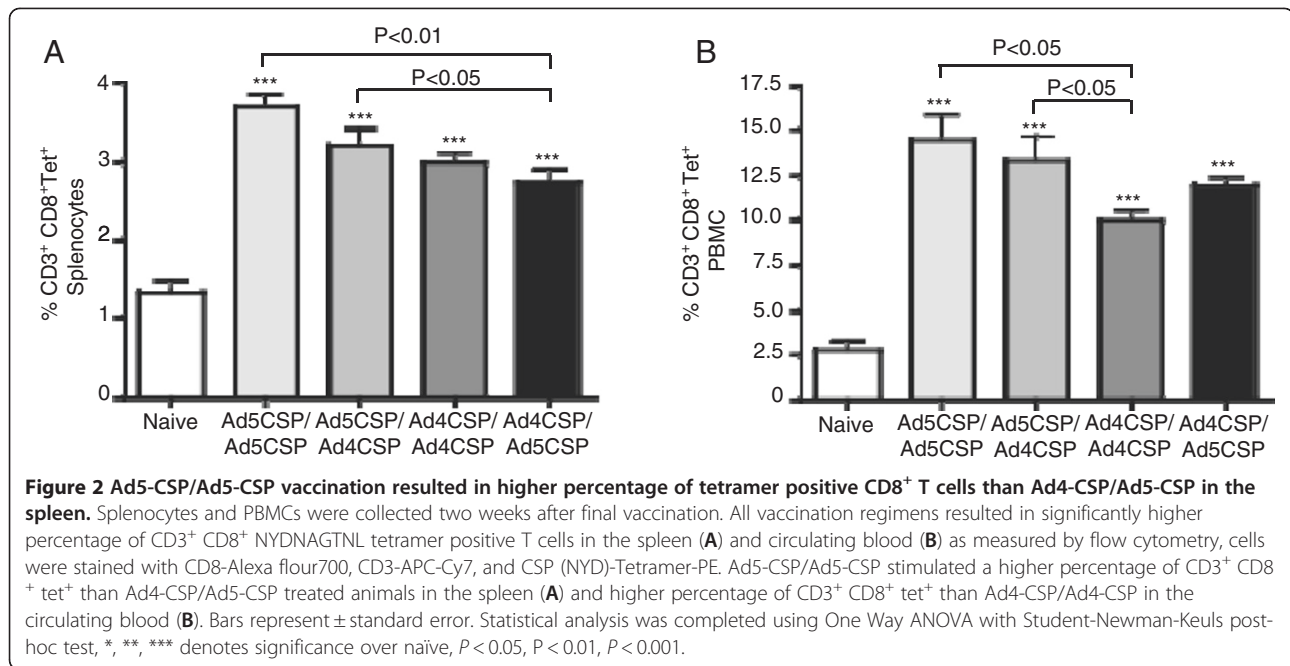 A
P<0.01
P<0.05
% CD3⁺ CD8⁺Tet⁺
Splenocytes
4
3
2
1
0
***
***
***
***
Naive
Ad5CSP/
Ad5CSP
Ad5CSP/
Ad4CSP
Ad4CSP/
Ad4CSP
Ad4CSP/
Ad5CSP
B
P<0.05
P<0.05
% CD3⁺ CD8⁺Tet⁺
PBMC
17.5
15.0
12.5
10.0
7.5
5.0
2.5
0
***
***
***
***
Naive
Ad5CSP/
Ad5CSP
Ad5CSP/
Ad4CSP
Ad4CSP/
Ad4CSP
Ad4CSP/
Ad5CSP
Figure 2 Ad5-CSP/Ad5-CSP vaccination resulted in higher percentage of tetramer positive CD8⁺ T cells than Ad4-CSP/Ad5-CSP in the
spleen. Splenocytes and PBMCs were collected two weeks after final vaccination. All vaccination regimens resulted in significantly higher
percentage of CD3⁺ CD8⁺ NYDNAGTNL tetramer positive T cells in the spleen (A) and circulating blood (B) as measured by flow cytometry, cells
were stained with CD8-Alexa flour700, CD3-APC-Cy7, and CSP (NYD)-Tetramer-PE. Ad5-CSP/Ad5-CSP stimulated a higher percentage of CD3⁺ CD8
⁺ tet⁺ than Ad4-CSP/Ad5-CSP treated animals in the spleen (A) and higher percentage of CD3⁺ CD8⁺ tet⁺ than Ad4-CSP/Ad4-CSP in the
circulating blood (B). Bars represent ± standard error. Statistical analysis was completed using One Way ANOVA with Student-Newman-Keuls post-
hoc test, *, **, *** denotes significance over naïve, P < 0.05, P < 0.01, P < 0.001.